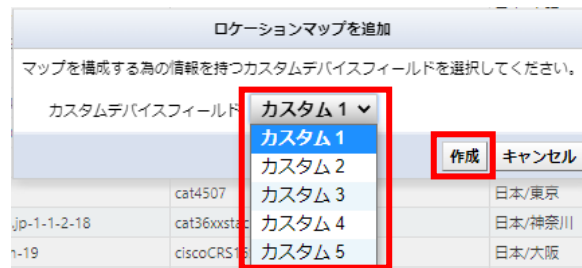 ロケーションマップを追加
マップを構成する為の情報を持つカスタムデバイスフィールドを選択してください。
カスタムデバイスフィールド カスタム 1
カスタム 1
カスタム 2
カスタム 3
カスタム 4
カスタム 5
作成 キャンセル
cat4507 日本/東京
.jp-1-1-2-18 cat36xxstac 日本/神奈川
n-19 ciscoCRS16 日本/大阪